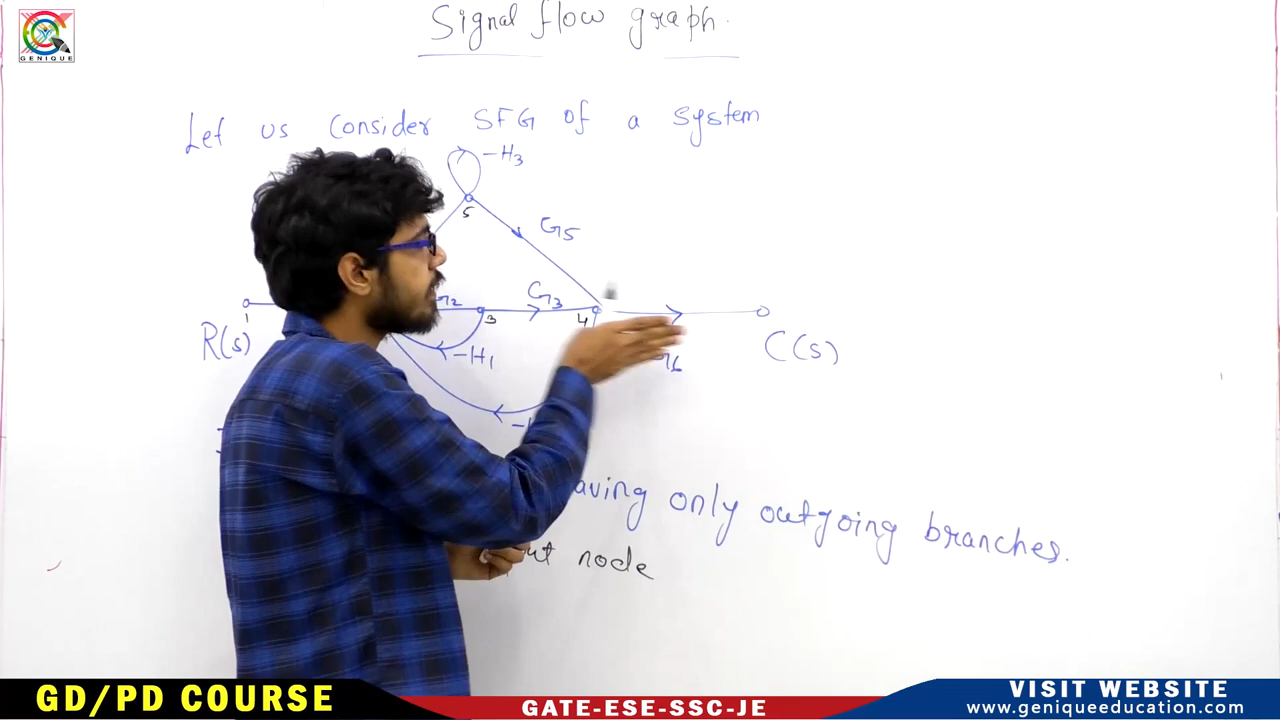 GENIQUE
Signal flow graph.
Let us consider SFG of a system
-H3
5
G5
G3
3
4
1
R(s)
-H1
C(s)
aving only outgoing branches.
node
GD/PD COURSE
GATE-ESE-SSC-JE
VISIT WEBSITE
www.geniqueeducation.com